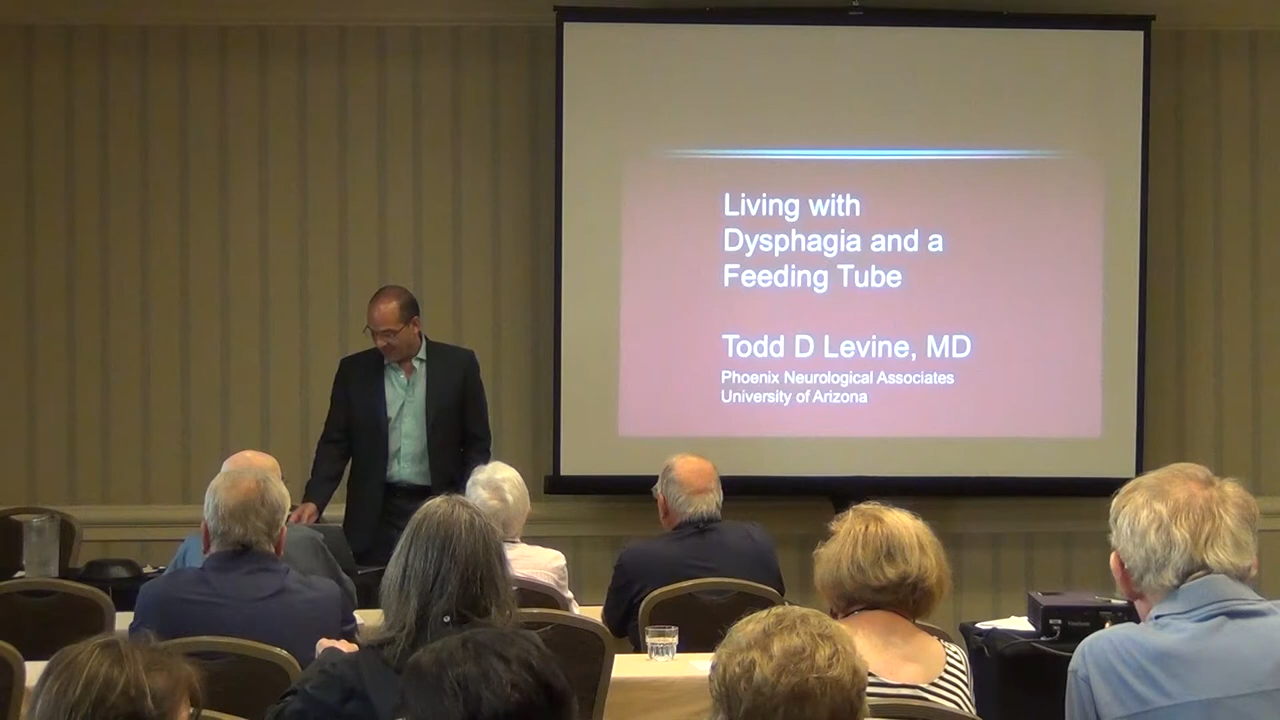 Living with
Dysphagia and a
Feeding Tube
Todd D Levine, MD
Phoenix Neurological Associates
University of Arizona